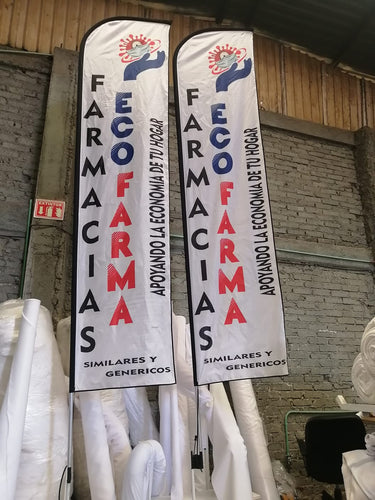 FARMACIAS
ECO FARMA
APOYANDO LA ECONOMIA DE TU HOGAR
SIMILARES Y
GENERICOS
FARMACIAS
ECO FARMA
APOYANDO LA ECONOMIA DE TU HOGAR
SIMILARES Y
GENERICOS
EXTINTOR